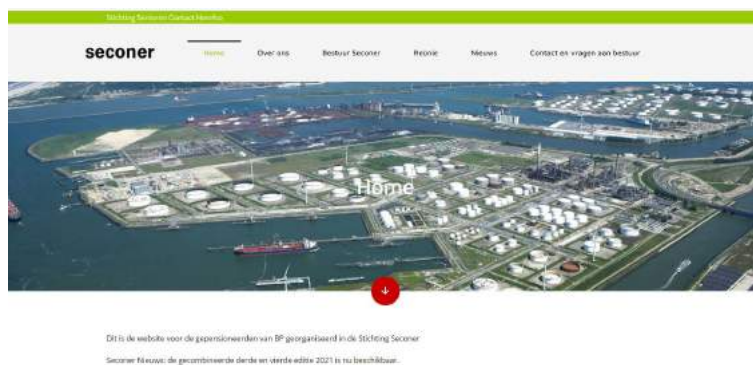 Stichting Senioren Contact Nerefco
seconer
Home
Over ons
Bestuur Seconer
Reünie
Nieuws
Contact en vragen aan bestuur
Home
Dit is de website voor de gepensioneerden van BP georganiseerd in de Stichting Seconer
Seconer Nieuws: de gecombineerde derde en vierde editie 2021 is nu beschikbaar.